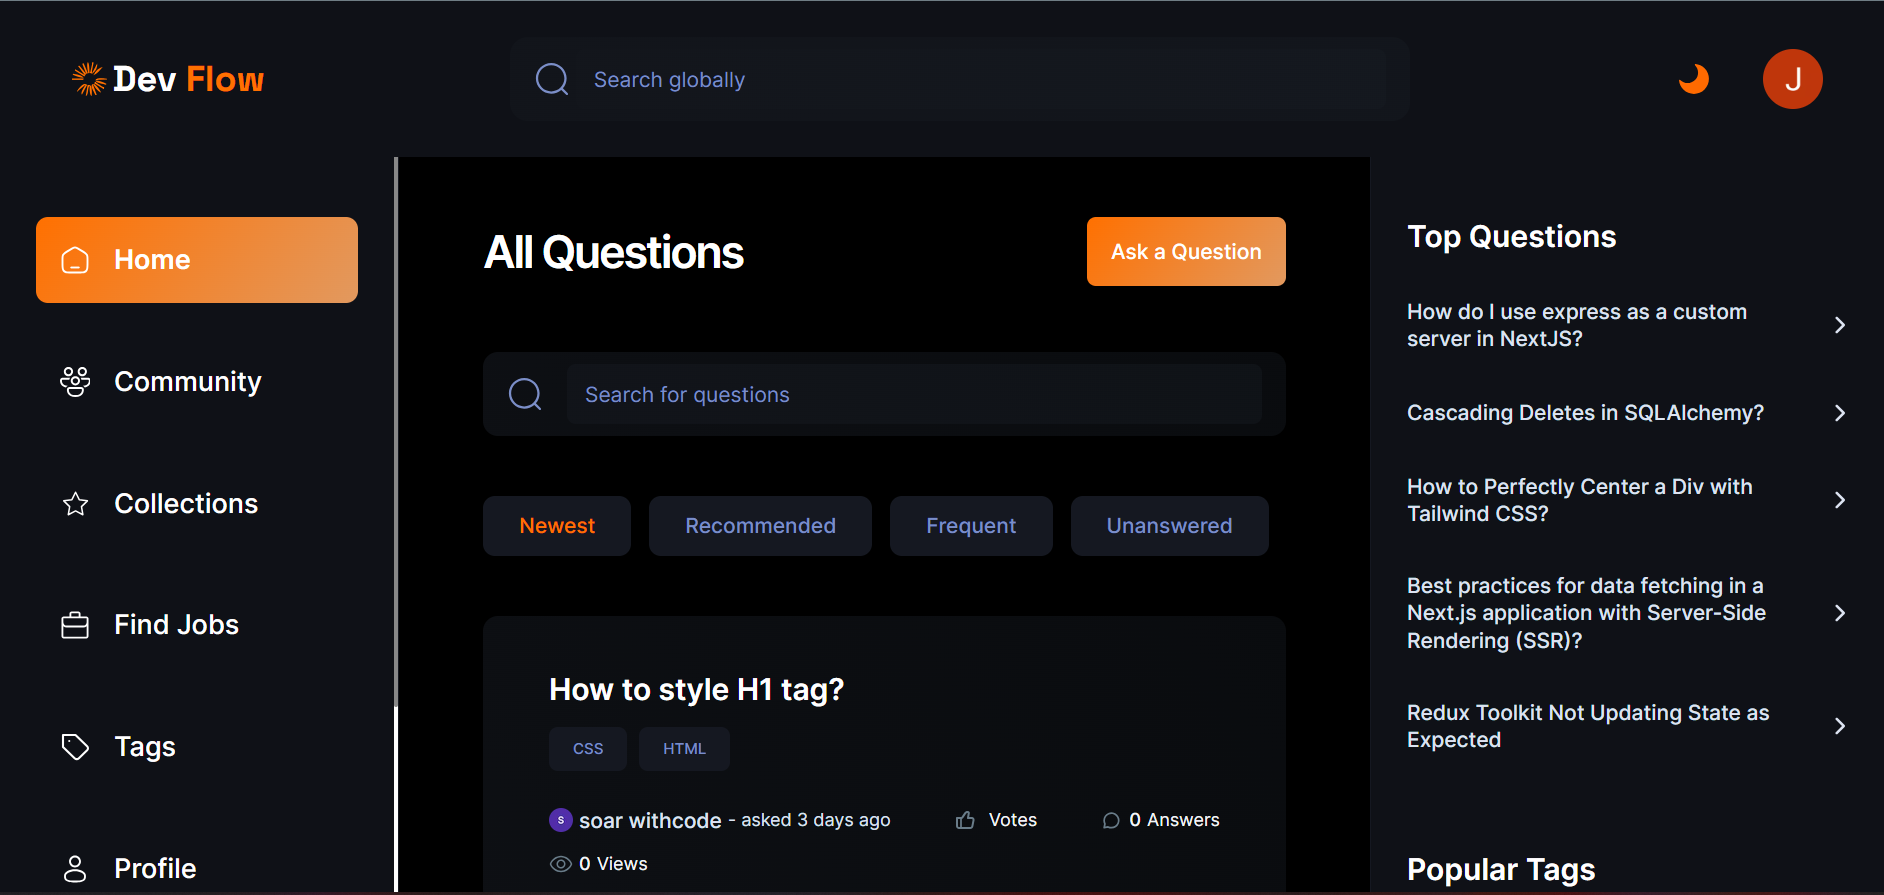 Dev Flow
Search globally
J
Home
Community
Collections
Find Jobs
Tags
Profile
All Questions
Ask a Question
Search for questions
Newest
Recommended
Frequent
Unanswered
How to style H1 tag?
CSS
HTML
S
soar withcode - asked 3 days ago
Votes
0 Answers
0 Views
Top Questions
How do I use express as a custom
server in NextJS?
Cascading Deletes in SQLAlchemy?
How to Perfectly Center a Div with
Tailwind CSS?
Best practices for data fetching in a
Next.js application with Server-Side
Rendering (SSR)?
Redux Toolkit Not Updating State as
Expected
Popular Tags